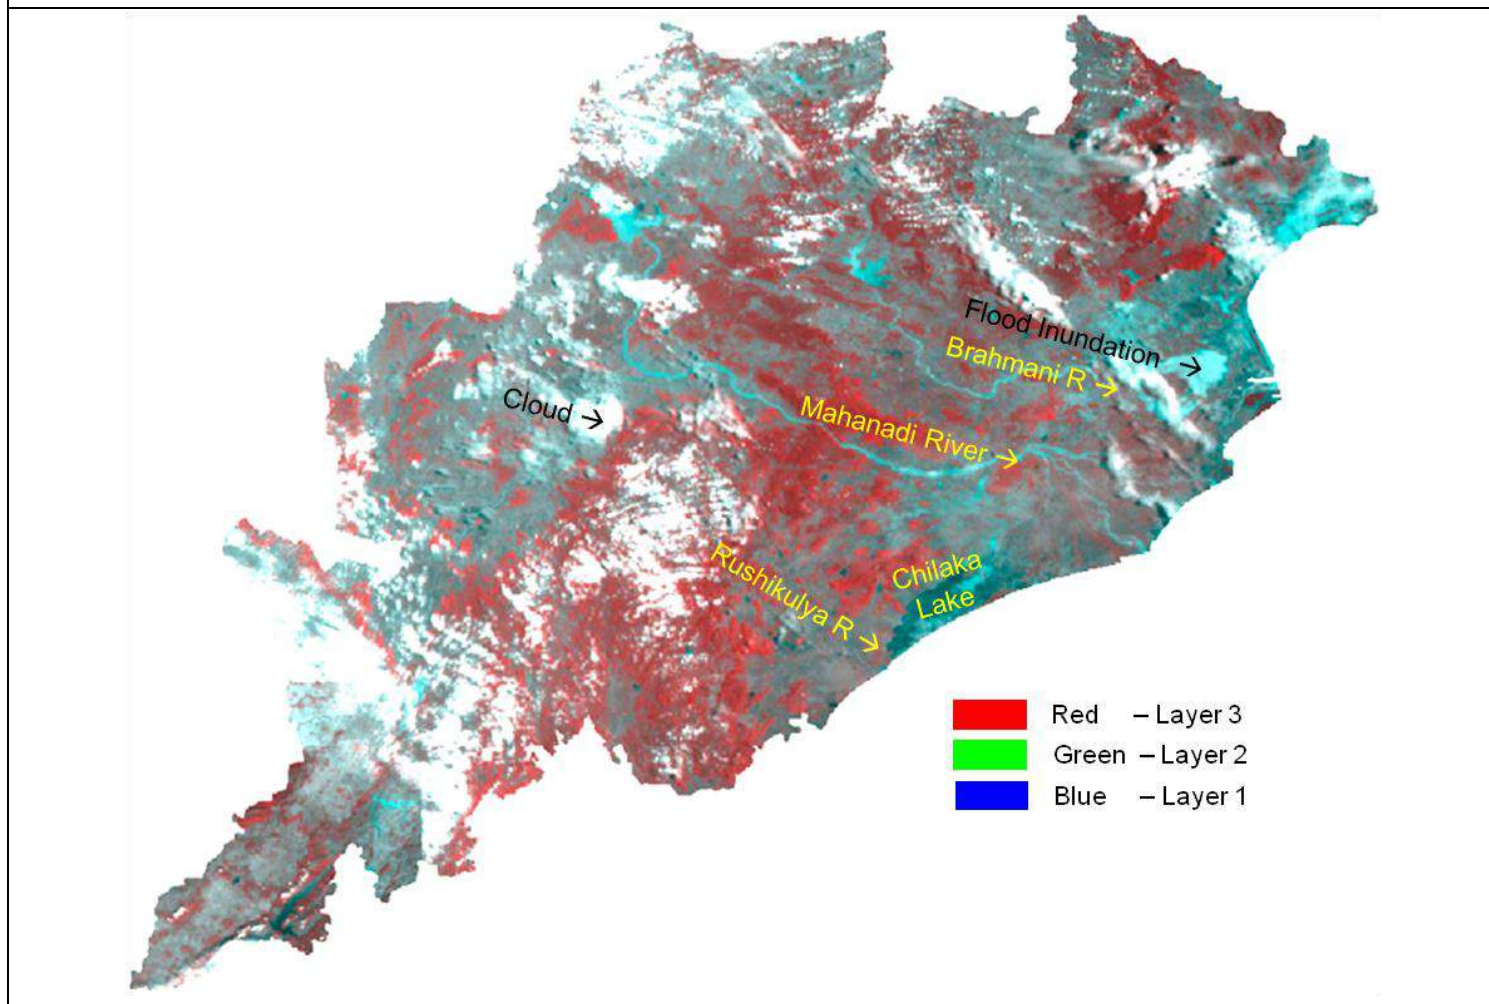 Flood Inundation →
Brahmani R →
Cloud →
Mahanadi River →
Rushikulya R →
Chilaka
Lake
Red – Layer 3
Green – Layer 2
Blue – Layer 1